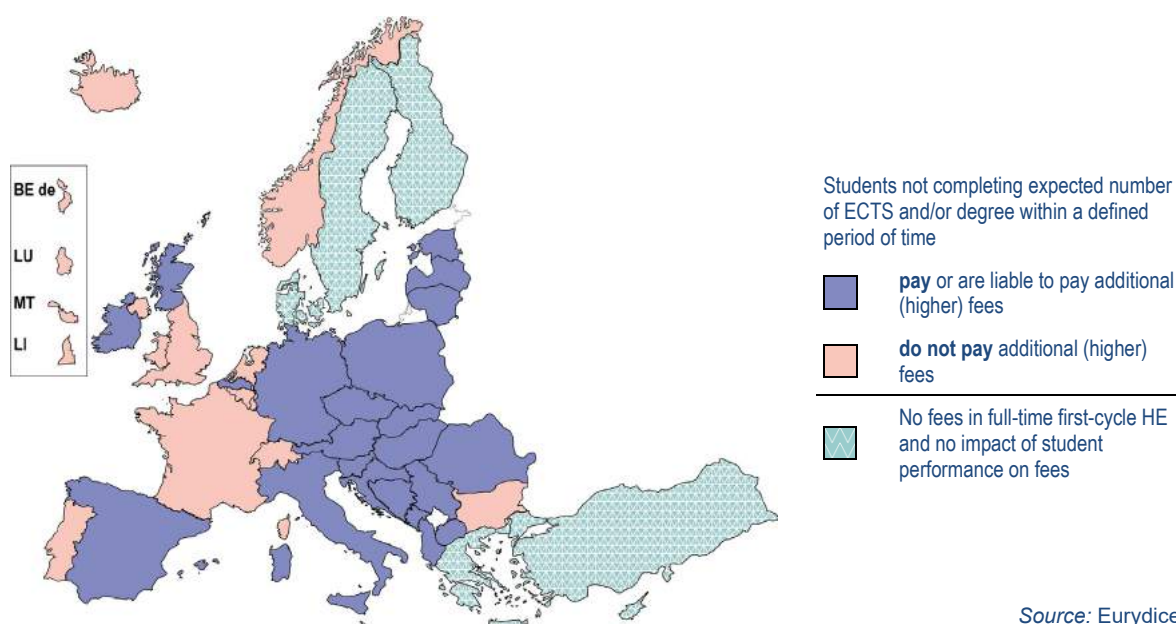 BE de
LU
MT
LI
Students not completing expected number
of ECTS and/or degree within a defined
period of time
pay or are liable to pay additional
(higher) fees
do not pay additional (higher)
fees
No fees in full-time first-cycle HE
and no impact of student
performance on fees
Source: Eurydice